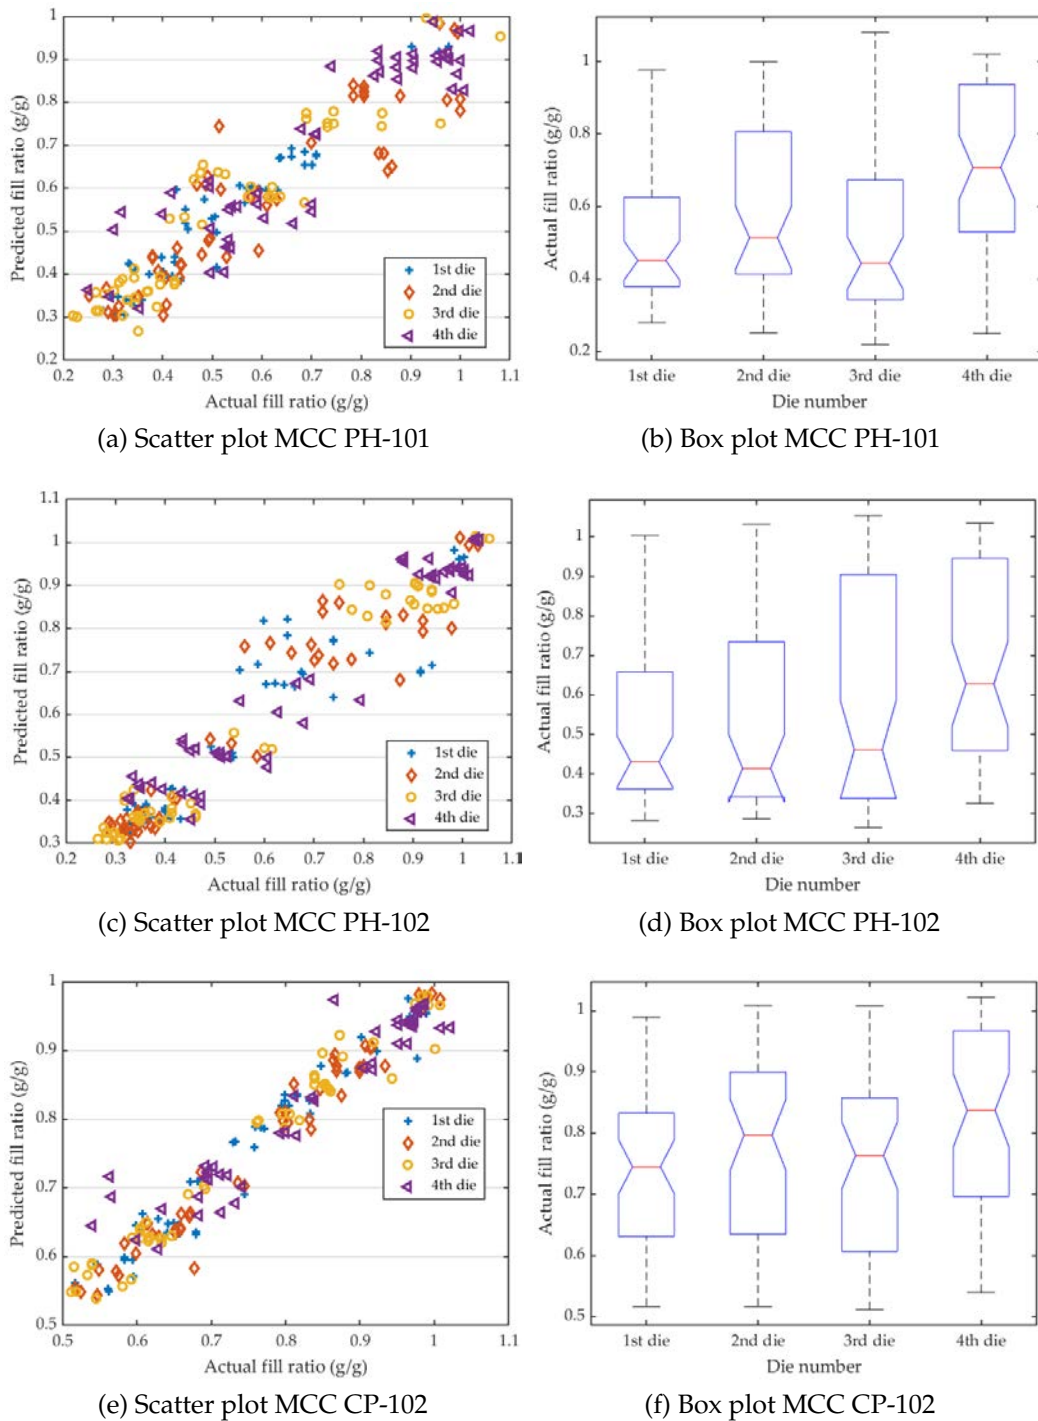 1
0.9
0.8
0.7
0.6
0.5
0.4
0.3
0.2
Predicted fill ratio (g/g)
1st die
2nd die
3rd die
4th die
0.2 0.3 0.4 0.5 0.6 0.7 0.8 0.9 1 1.1
Actual fill ratio (g/g)
(a) Scatter plot MCC PH-101
1
0.8
0.6
0.4
0.2
Actual fill ratio (g/g)
1st die 2nd die 3rd die 4th die
Die number
(b) Box plot MCC PH-101
1.1
1
0.9
0.8
0.7
0.6
0.5
0.4
0.3
Predicted fill ratio (g/g)
1st die
2nd die
3rd die
4th die
0.2 0.3 0.4 0.5 0.6 0.7 0.8 0.9 1 1.1
Actual fill ratio (g/g)
(c) Scatter plot MCC PH-102
1
0.9
0.8
0.7
0.6
0.5
0.4
0.3
Actual fill ratio (g/g)
1st die 2nd die 3rd die 4th die
Die number
(d) Box plot MCC PH-102
1
0.9
0.8
0.7
0.6
0.5
Predicted fill ratio (g/g)
1st die
2nd die
3rd die
4th die
0.5 0.6 0.7 0.8 0.9 1 1.1
Actual fill ratio (g/g)
(e) Scatter plot MCC CP-102
1
0.9
0.8
0.7
0.6
0.5
Actual fill ratio (g/g)
1st die 2nd die 3rd die 4th die
Die number
(f) Box plot MCC CP-102